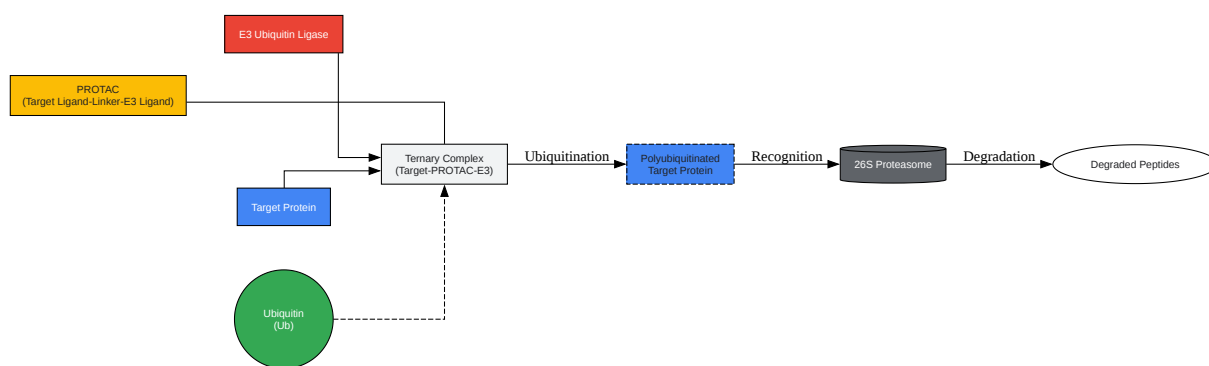 E3 Ubiquitin Ligase
PROTAC
(Target Ligand-Linker-E3 Ligand)
Ternary Complex
(Target-PROTAC-E3)
Ubiquitination
Polyubiquitinated
Target Protein
Recognition
26S Proteasome
Degradation
Degraded Peptides
Target Protein
Ubiquitin
(Ub)